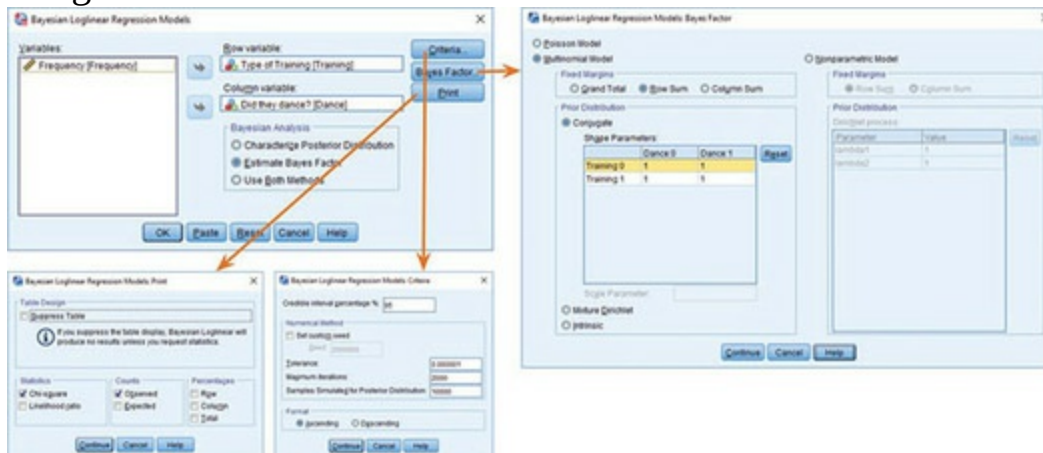 Bayesian Loglinear Regression Models
Variables:
Frequency [Frequency]
Row variable:
Type of Training [Training]
Column variable:
Did they dance? [Dance]
Bayesian Analysis
Characterize Posterior Distribution
Estimate Bayes Factor
Use Both Methods
Criteria...
Bayes Factor...
Print
OK Paste Reset Cancel Help
Bayesian Loglinear Regression Models: Bayes Factor
Poisson Model
Multinomial Model
Fixed Margins
Grand Total Row Sum Column Sum
Prior Distribution
Conjugate
Shape Parameters:
Dance 0 Dance 1
Training 0 1 1
Training 1 1 1
Reset
Scale Parameter:
Mixture Dirichlet
Intrinsic
Nonparametric Model
Fixed Margins
Row Sum Column Sum
Prior Distribution
Dirichlet process
Parameter Value
lambda1 1
lambda2 1
Reset
Continue Cancel Help
Bayesian Loglinear Regression Models: Print
Table Design
Suppress Table
If you suppress the table display, Bayesian Loglinear will
produce no results unless you request statistics.
Statistics
Chi-square
Likelihood ratio
Counts
Observed
Expected
Percentages
Row
Column
Total
Continue Cancel Help
Bayesian Loglinear Regression Models: Criteria
Credible interval percentage %: 95
Numerical Method
Set custom seed
Seed: 2000000
Tolerance: 0.000001
Maximum iterations: 2000
Samples Simulated for Posterior Distribution: 10000
Format
Ascending Descending
Continue Cancel Help